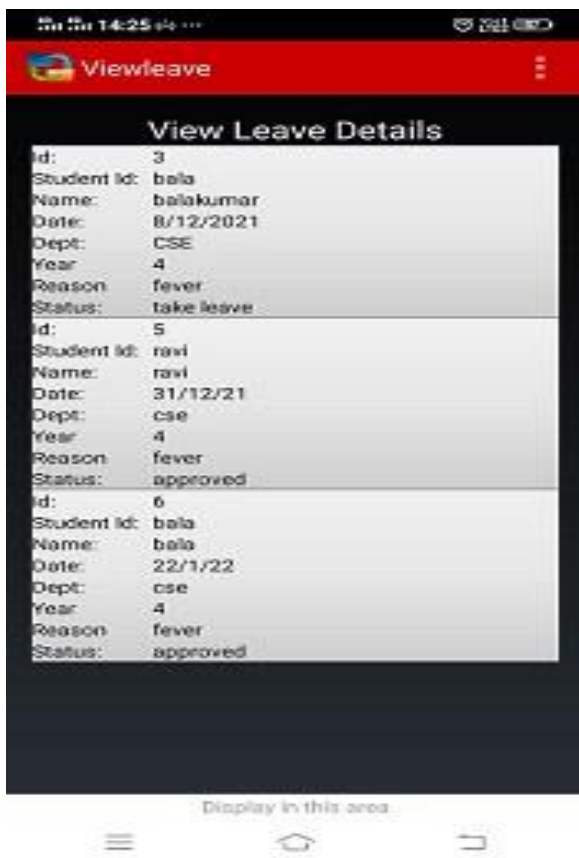 14:25
Viewleave
View Leave Details
Id: 3
Student Id: bala
Name: balakumar
Date: 8/12/2021
Dept: CSE
Year 4
Reason fever
Status: take leave
Id: 5
Student Id: ravi
Name: ravi
Date: 31/12/21
Dept: cse
Year 4
Reason fever
Status: approved
Id: 6
Student Id: bala
Name: bala
Date: 22/1/22
Dept: cse
Year 4
Reason fever
Status: approved
Display in this area